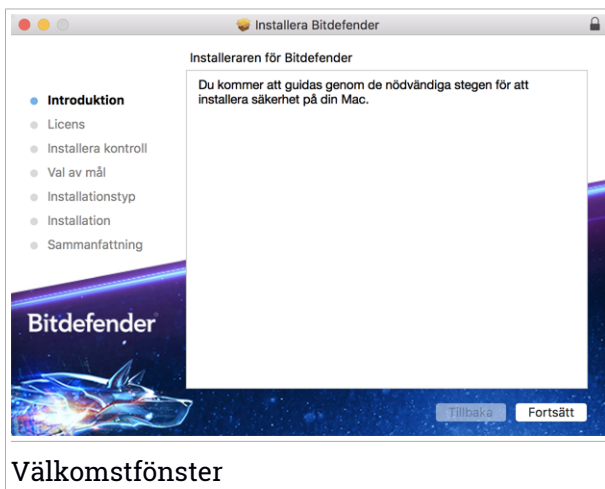 Installera Bitdefender
Installeraren för Bitdefender
Introduktion
Licens
Installera kontroll
Val av mål
Installationstyp
Installation
Sammanfattning
Du kommer att guidas genom de nödvändiga stegen för att
installera säkerhet på din Mac.
Bitdefender
Tillbaka
Fortsätt
Välkomstfönster